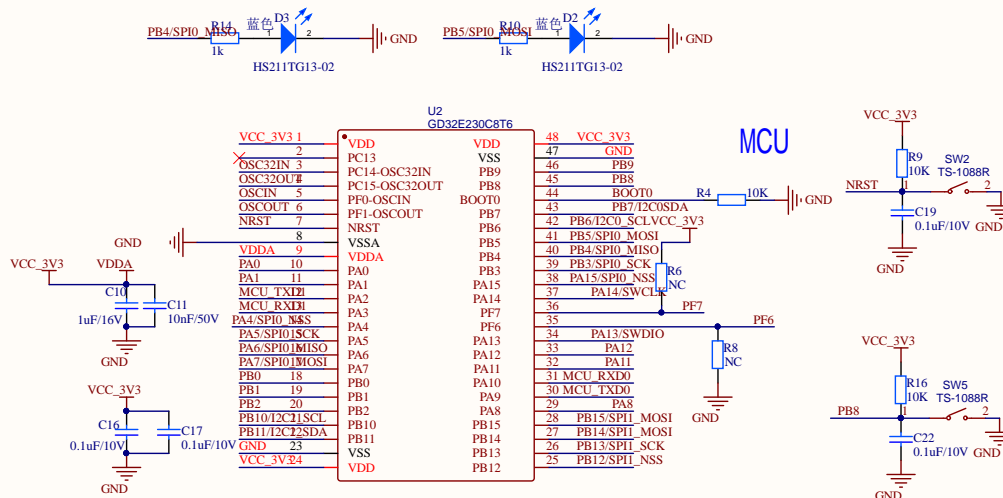 PB4/SPI0_MISO R14 1k 蓝色 D3 1 2 GND HS211TG13-02
PB5/SPI0_MOSI R10 1k 蓝色 D2 1 2 GND HS211TG13-02
U2
GD32E230C8T6
MCU
VCC_3V3 1 VDD
2 PC13
OSC32IN 3 PC14-OSC32IN
OSC32OUT 4 PC15-OSC32OUT
OSCIN 5 PF0-OSCIN
OSCOUT 6 PF1-OSCOUT
NRST 7 NRST
GND 8 VSSA
VDDA 9 VDDA
PA0 10 PA0
PA1 11 PA1
MCU_TXD1 12 PA2
MCU_RXD1 13 PA3
PA4/SPI0_NSS 14 PA4
PA5/SPI0_SCK 15 PA5
PA6/SPI0_MISO 16 PA6
PA7/SPI0_MOSI 17 PA7
PB0 18 PB0
PB1 19 PB1
PB2 20 PB2
PB10/I2C1_SCL 21 PB10
PB11/I2C1_SDA 22 PB11
GND 23 VSS
VCC_3V3 24 VDD
VDD 48 VCC_3V3
VSS 47 GND
PB9 46 PB9
PB8 45 PB8
BOOT0 44 BOOT0 R4 10K GND
PB7 43 PB7/I2C0SDA
PB6 42 PB6/I2C0_SCL VCC_3V3
PB5 41 PB5/SPI0_MOSI
PB4 40 PB4/SPI0_MISO
PB3 39 PB3/SPI0_SCK
PA15 38 PA15/SPI0_NSS
PA14 37 PA14/SWCLK
R6
NC
PF7 36 PF7
PF6 35 PF6
PA13 34 PA13/SWDIO
PA12 33 PA12
PA11 32 PA11
PA10 31 MCU_RXD0
PA9 30 MCU_TXD0
PA8 29 PA8
PB15 28 PB15/SPI1_MOSI
PB14 27 PB14/SPI1_MOSI
PB13 26 PB13/SPI1_SCK
PB12 25 PB12/SPI1_NSS
R8
NC
GND
VCC_3V3 VDDA
C10 C11
1uF/16V 10nF/50V
GND
VCC_3V3
C16 C17
0.1uF/10V 0.1uF/10V
GND
VCC_3V3
R9
10K
SW2
TS-1088R
NRST 1 2
C19
0.1uF/10V
GND GND
VCC_3V3
R16
10K
SW5
TS-1088R
PB8 1 2
C22
0.1uF/10V
GND GND